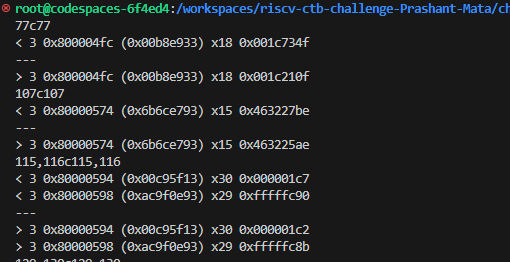 root@codespaces-6f4ed4:/workspaces/riscv-ctb-challenge-Prashant-Mata/ch
77c77
< 3 0x800004fc (0x00b8e933) x18 0x001c734f
---
> 3 0x800004fc (0x00b8e933) x18 0x001c210f
107c107
< 3 0x80000574 (0x6b6ce793) x15 0x463227be
---
> 3 0x80000574 (0x6b6ce793) x15 0x463225ae
115,116c115,116
< 3 0x80000594 (0x00c95f13) x30 0x000001c7
< 3 0x80000598 (0xac9f0e93) x29 0xfffffc90
---
> 3 0x80000594 (0x00c95f13) x30 0x000001c2
> 3 0x80000598 (0xac9f0e93) x29 0xfffffc8b